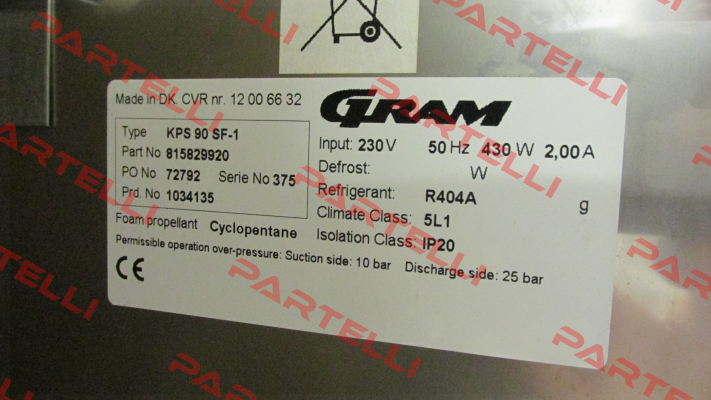 Made in DK. CVR nr. 12 00 66 32
GRAM
Type KPS 90 SF-1
Part No 815829920
PO No 72792 Serie No 375
Prd. No 1034135
Input: 230 V 50 Hz 430 W 2,00 A
Defrost: W
Refrigerant: R404A g
Climate Class: 5L1
Isolation Class: IP20
Foam propellant Cyclopentane
Permissible operation over-pressure: Suction side: 10 bar Discharge side: 25 bar
CE
PARTELLI
PARTELLI
PARTELLI
PARTELLI
PARTELLI
PARTELLI
PARTELLI
PARTELLI